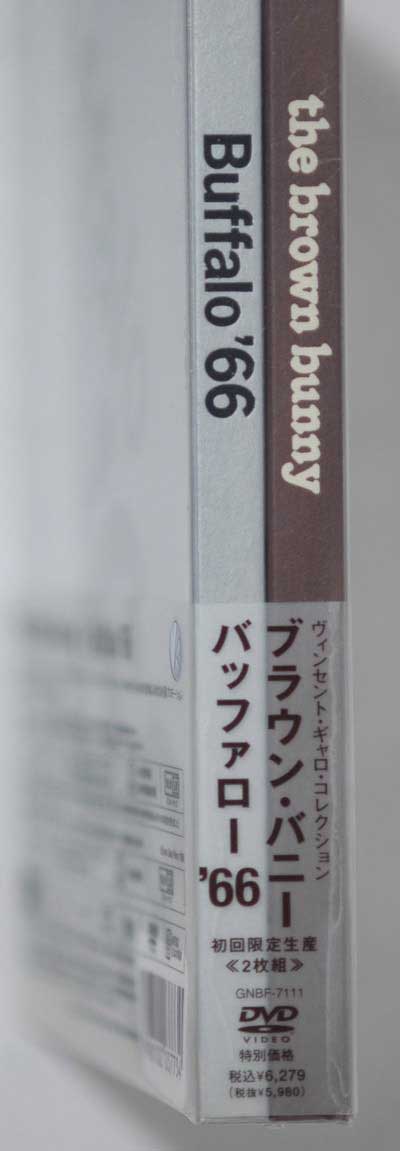 the brown bunny
Buffalo '66
ヴィンセント・ギャロ・コレクション
ブラウン・バニー
バッファロー
'66
初回限定生産
≪2枚組≫
GNBF-7111
DVD
VIDEO
特別価格
税込¥6,279
(税抜¥5,980)